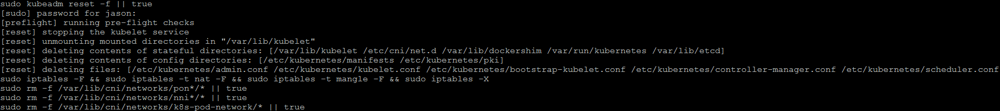 sudo kubeadm reset -f || true
[sudo] password for jason:
[preflight] running pre-flight checks
[reset] stopping the kubelet service
[reset] unmounting mounted directories in "/var/lib/kubelet"
[reset] deleting contents of stateful directories: [/var/lib/kubelet /etc/cni/net.d /var/lib/dockershim /var/run/kubernetes /var/lib/etcd]
[reset] deleting contents of config directories: [/etc/kubernetes/manifests /etc/kubernetes/pki]
[reset] deleting files: [/etc/kubernetes/admin.conf /etc/kubernetes/kubelet.conf /etc/kubernetes/bootstrap-kubelet.conf /etc/kubernetes/controller-manager.conf /etc/kubernetes/scheduler.conf
sudo iptables -F && sudo iptables -t nat -F && sudo iptables -t mangle -F && sudo iptables -X
sudo rm -f /var/lib/cni/networks/pon*/* || true
sudo rm -f /var/lib/cni/networks/nni*/* || true
sudo rm -f /var/lib/cni/networks/k8s-pod-network/* || true